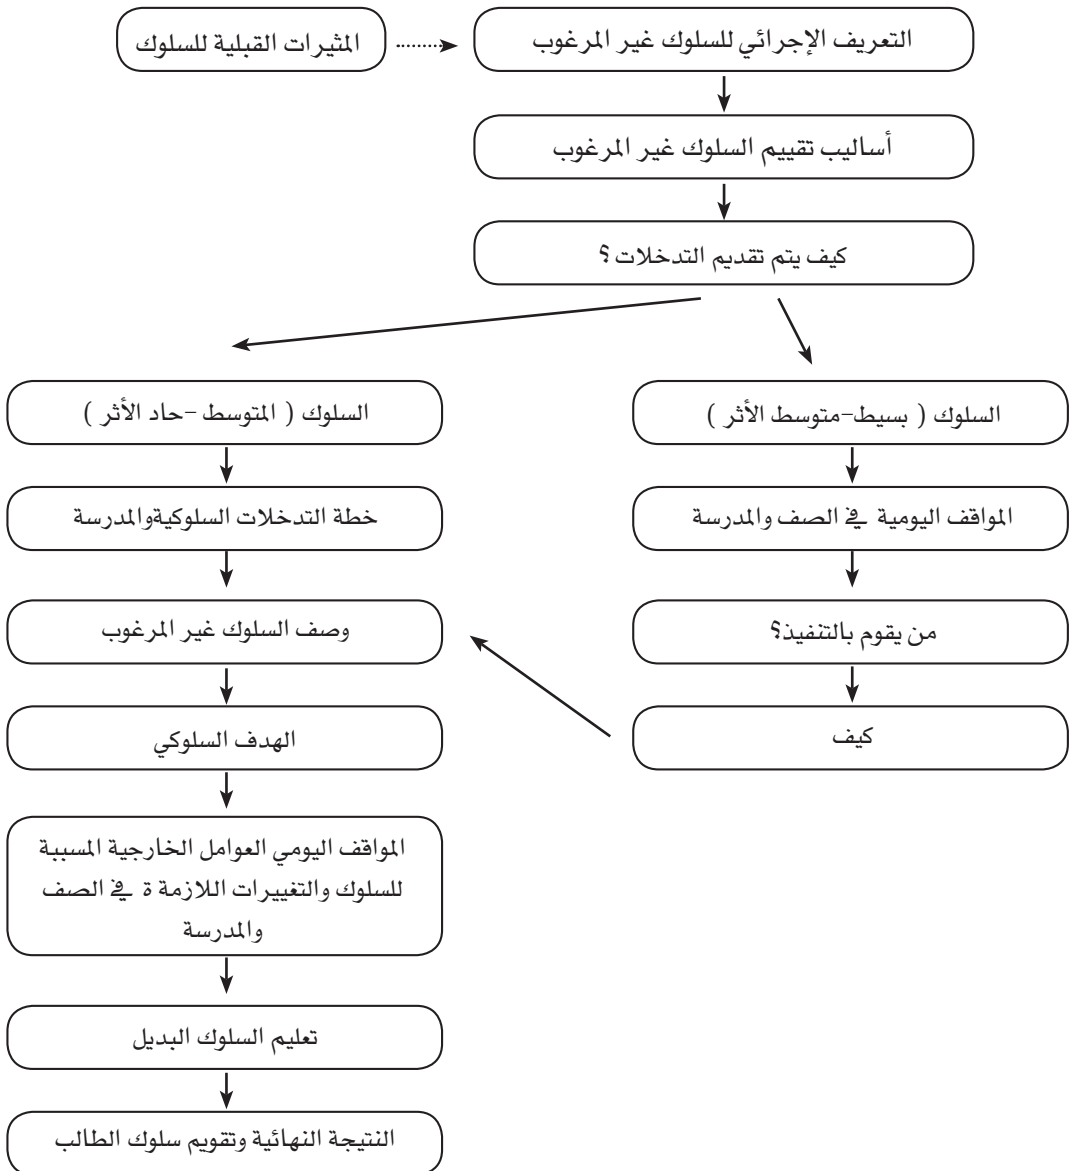 المثيرات القبلية للسلوك
التعريف الإجرائي للسلوك غير المرغوب
أساليب تقييم السلوك غير المرغوب
كيف يتم تقديم التدخلات ؟
السلوك ( بسيط-متوسط الأثر )
المواقف اليومية في الصف والمدرسة
من يقوم بالتنفيذ؟
كيف
السلوك ( المتوسط -حاد الأثر )
خطة التدخلات السلوكيةوالمدرسة
وصف السلوك غير المرغوب
الهدف السلوكي
المواقف اليومي العوامل الخارجية المسببة
للسلوك والتغييرات اللازمة ة في الصف
والمدرسة
تعليم السلوك البديل
النتيجة النهائية وتقويم سلوك الطالب